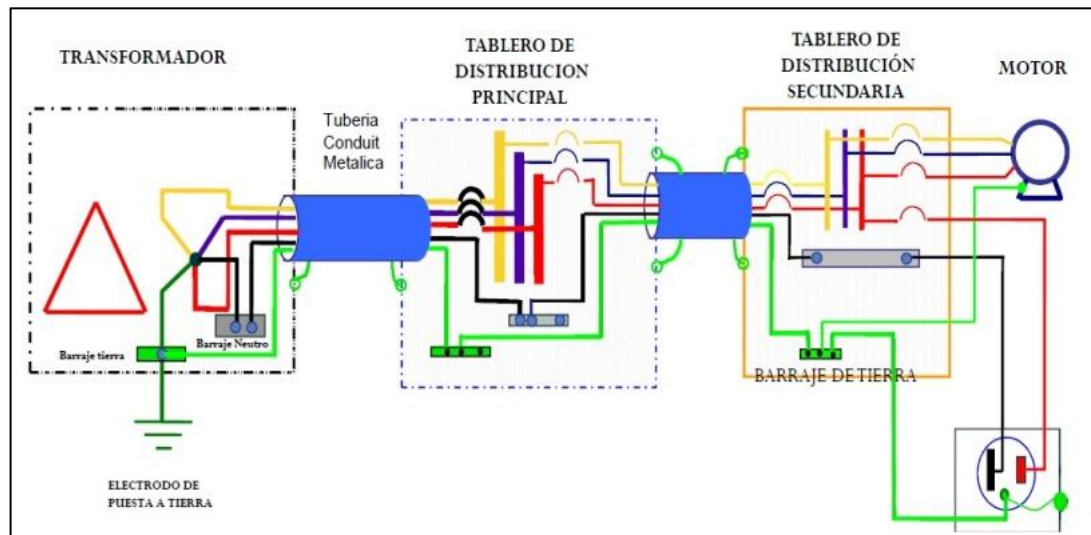 TRANSFORMADOR
Tuberia
Conduit
Metalica
TABLERO DE
DISTRIBUCION
PRINCIPAL
TABLERO DE
DISTRIBUCIÓN
SECUNDARIA
MOTOR
Barraje tierra
Barraje Neutro
BARRAJE DE TIERRA
ELECTRODO DE
PUESTA A TIERRA